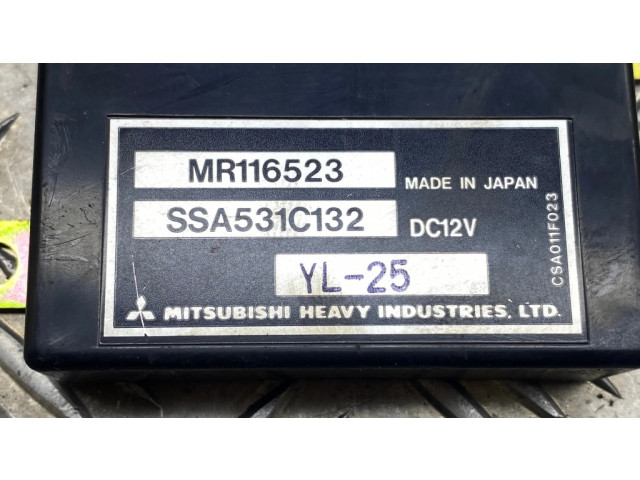 MR116523
MADE IN JAPAN
SSA531C132
DC12V
YL-25
MITSUBISHI HEAVY INDUSTRIES, LTD.
CSA011F023